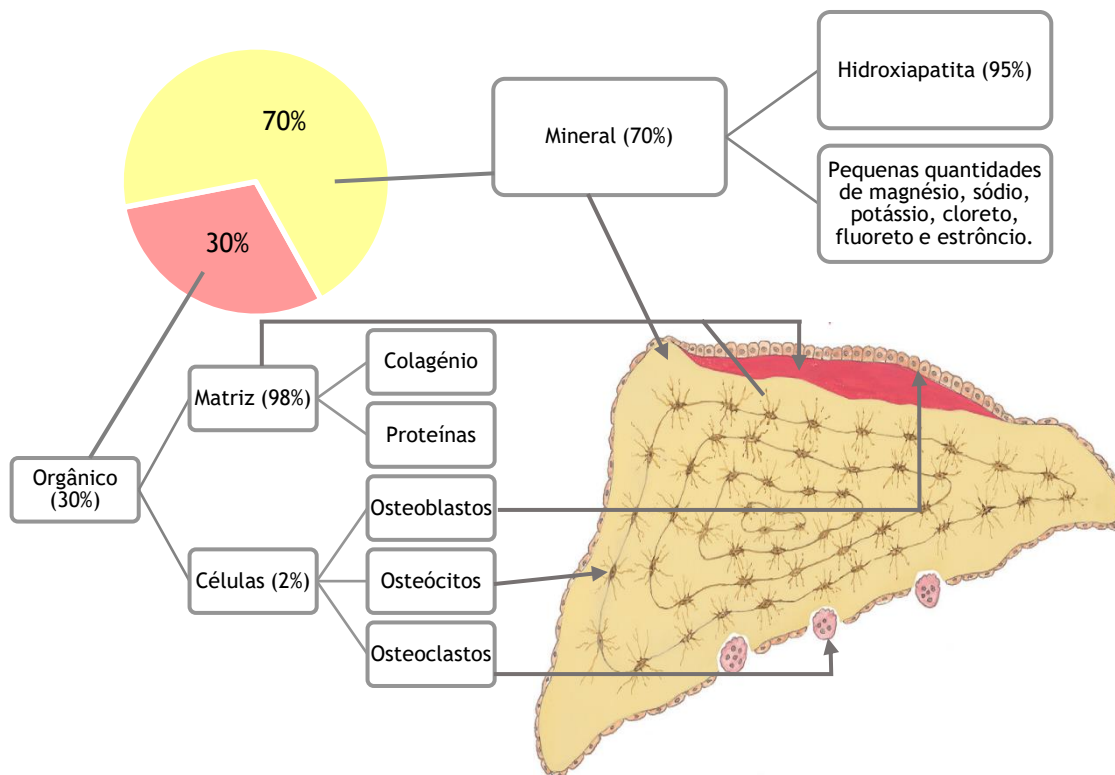 70%
30%
Mineral (70%)
Hidroxiapatita (95%)
Pequenas quantidades
de magnésio, sódio,
potássio, cloreto,
fluoreto e estrôncio.
Orgânico
(30%)
Matriz (98%)
Colagénio
Proteínas
Células (2%)
Osteoblastos
Osteócitos
Osteoclastos